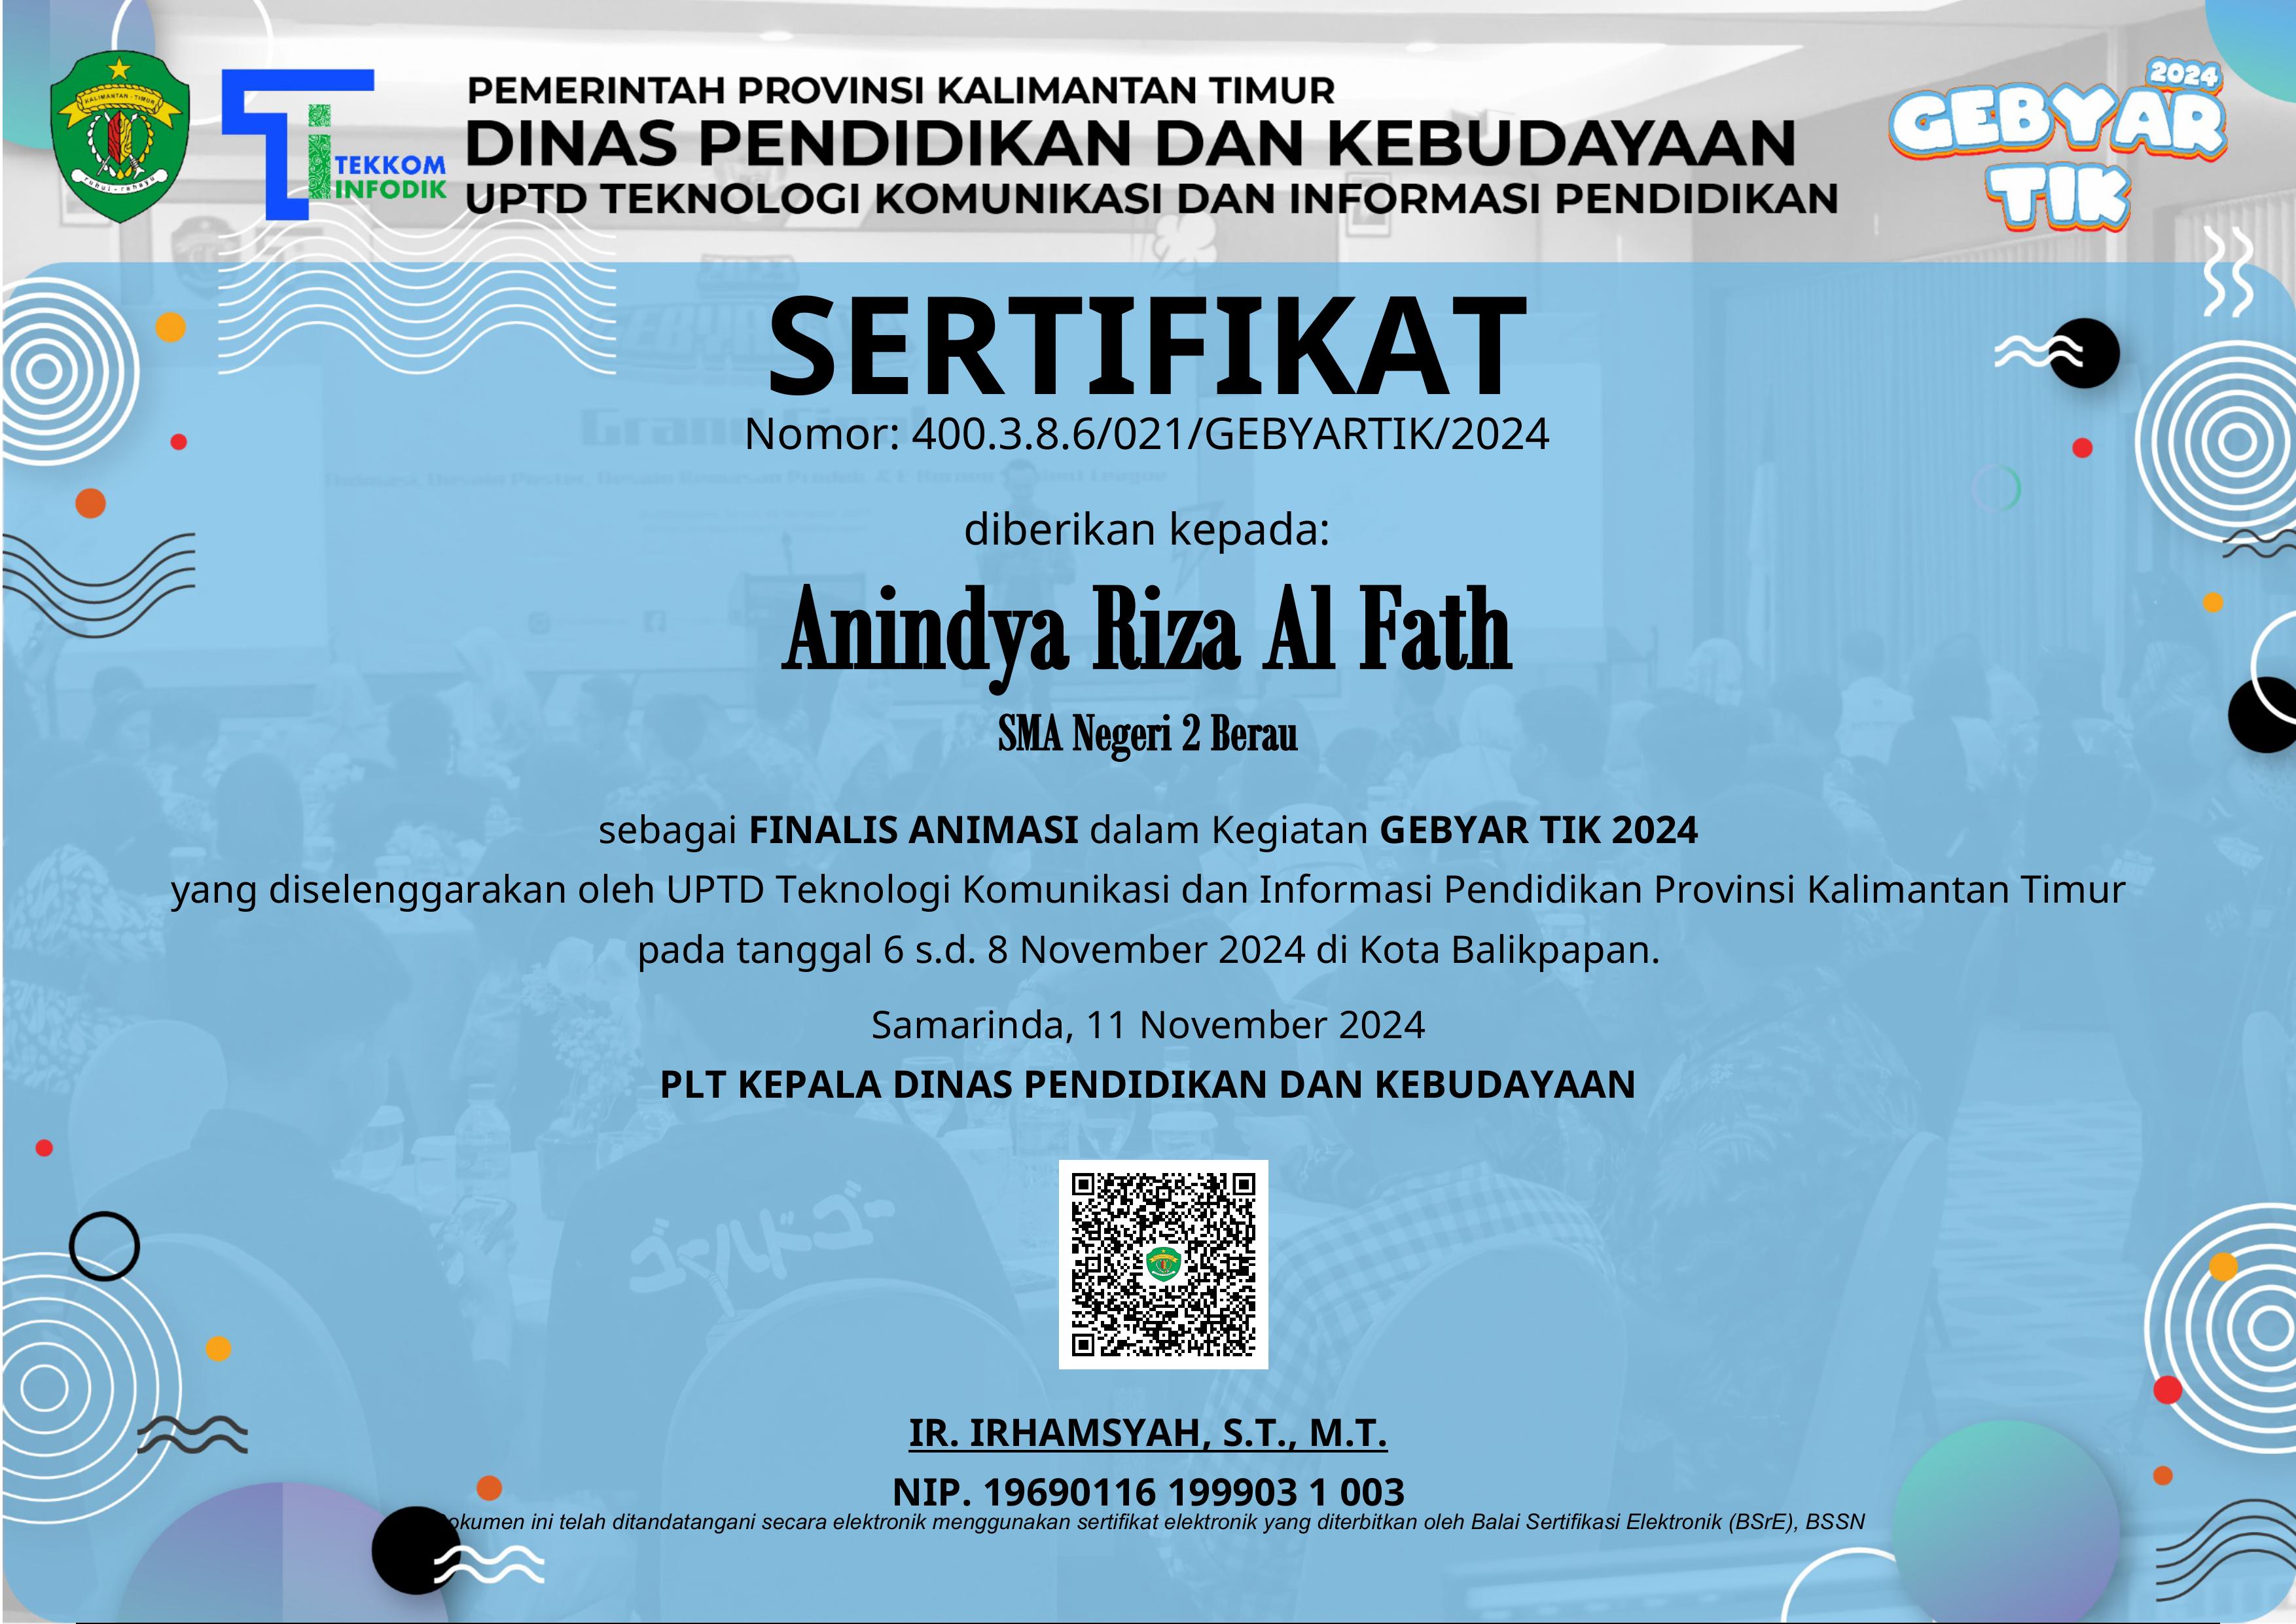 KALIMANTAN - TIMUR
ruhui - rahayu
TEKKOM
INFODIK
PEMERINTAH PROVINSI KALIMANTAN TIMUR
DINAS PENDIDIKAN DAN KEBUDAYAAN
UPTD TEKNOLOGI KOMUNIKASI DAN INFORMASI PENDIDIKAN
2024
GEBYAR
TIK
SERTIFIKAT
Nomor: 400.3.8.6/021/GEBYARTIK/2024
diberikan kepada:
Anindya Riza Al Fath
SMA Negeri 2 Berau
sebagai FINALIS ANIMASI dalam Kegiatan GEBYAR TIK 2024
yang diselenggarakan oleh UPTD Teknologi Komunikasi dan Informasi Pendidikan Provinsi Kalimantan Timur
pada tanggal 6 s.d. 8 November 2024 di Kota Balikpapan.
Samarinda, 11 November 2024
PLT KEPALA DINAS PENDIDIKAN DAN KEBUDAYAAN
IR. IRHAMSYAH, S.T., M.T.
NIP. 19690116 199903 1 003
okumen ini telah ditandatangani secara elektronik menggunakan sertifikat elektronik yang diterbitkan oleh Balai Sertifikasi Elektronik (BSrE), BSSN